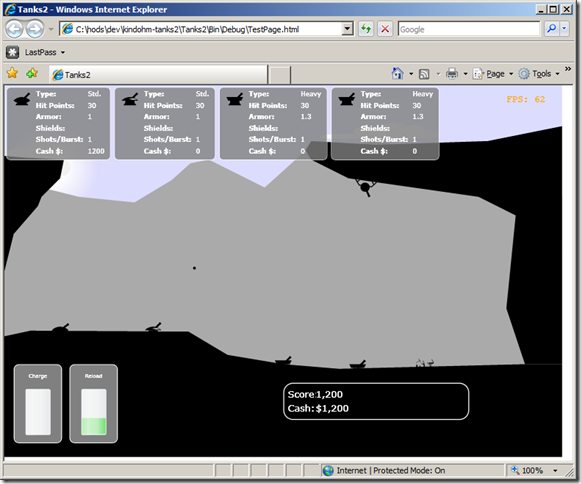 Tanks2 - Windows Internet Explorer
C:\hods\dev\kindohm-tanks2\Tanks2\Bin\Debug\TestPage.html
Google
LastPass
Tanks2
Page
Tools
»
Type: Std.
Hit Points: 30
Armor: 1
Shields:
Shots/Burst: 1
Cash $: 1200
Type: Std.
Hit Points: 30
Armor: 1
Shields:
Shots/Burst: 1
Cash $: 0
Type: Heavy
Hit Points: 30
Armor: 1.3
Shields:
Shots/Burst: 1
Cash $: 0
Type: Heavy
Hit Points: 30
Armor: 1.3
Shields:
Shots/Burst: 1
Cash $: 0
FPS: 62
Charge
Reload
Score:1,200
Cash: $1,200
Internet | Protected Mode: On
100%